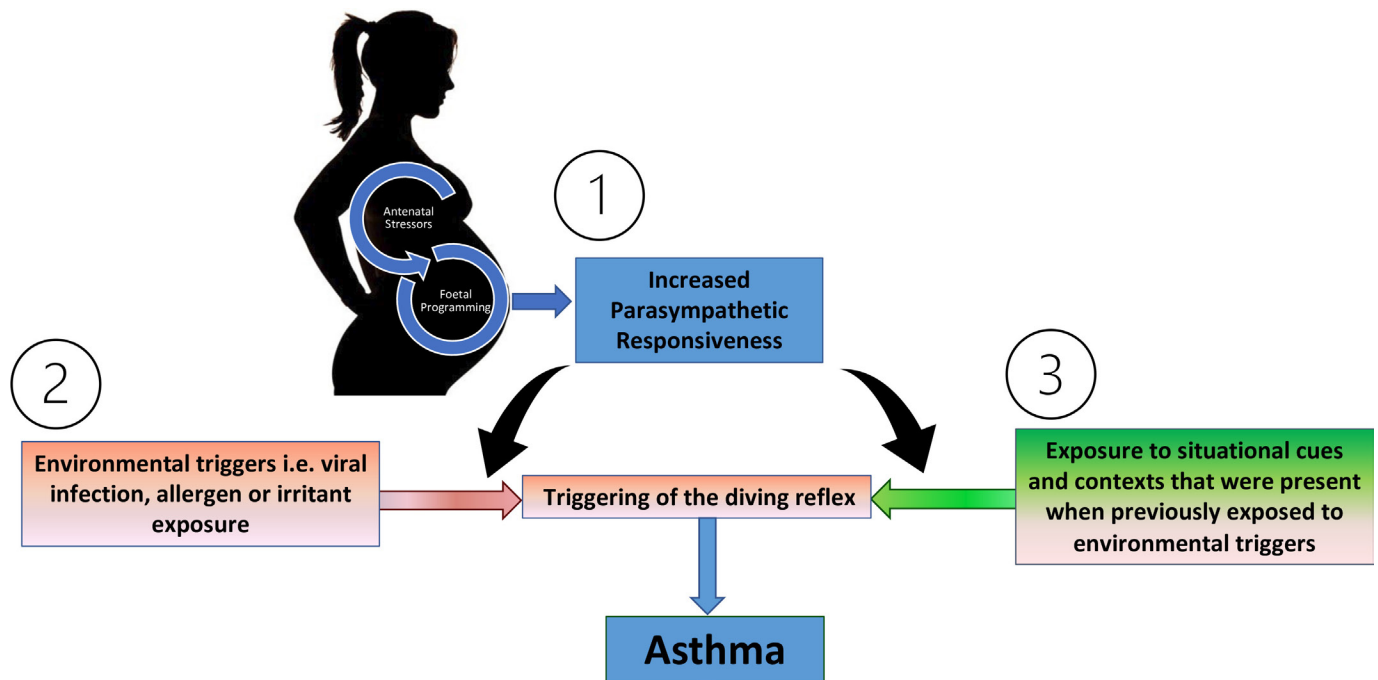 1
Antenatal
Stressors
Foetal
Programming
Increased
Parasympathetic
Responsiveness
2
3
Environmental triggers i.e. viral
infection, allergen or irritant
exposure
Triggering of the diving reflex
Exposure to situational cues
and contexts that were present
when previously exposed to
environmental triggers
Asthma